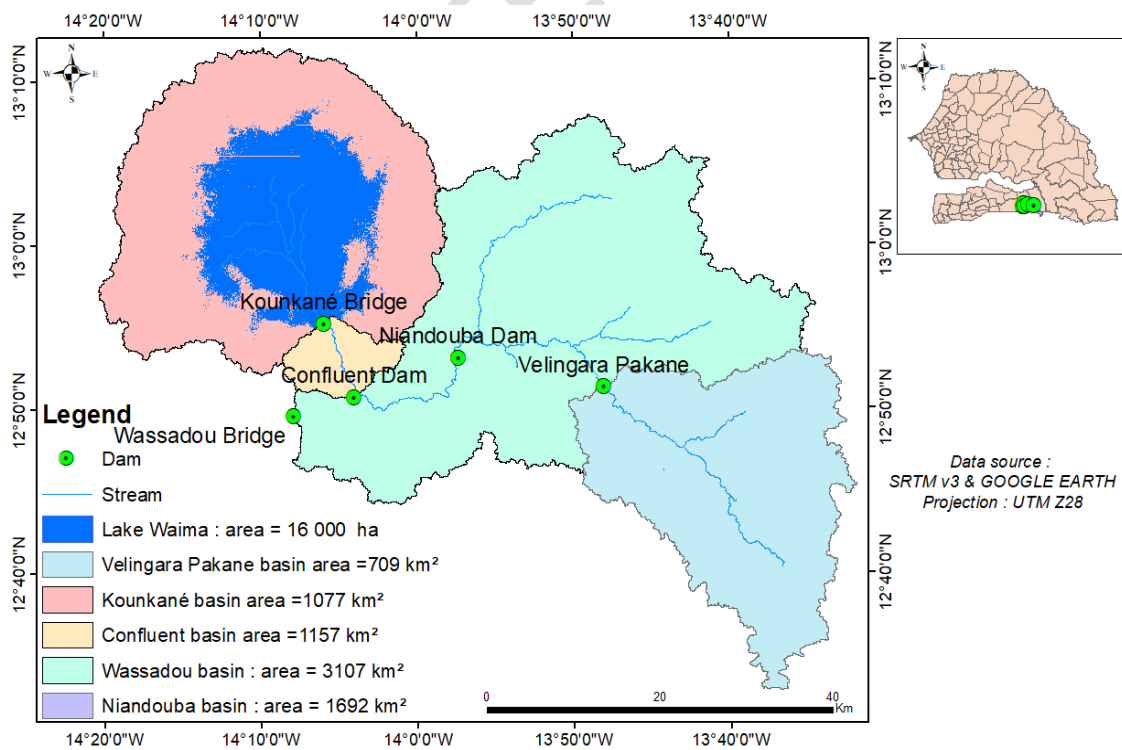 14°20'0"W 14°10'0"W 14°0'0"W 13°50'0"W 13°40'0"W
13°10'0"N
13°0'0"N
12°50'0"N
12°40'0"N
N
W E
S
Kounkané Bridge
Niandouba Dam
Confluent Dam
Velingara Pakane
Wassadou Bridge
Legend
Dam
Stream
Lake Waima : area = 16 000 ha
Velingara Pakane basin area =709 km²
Kounkané basin area =1077 km²
Confluent basin area =1157 km²
Wassadou basin : area = 3107 km²
Niandouba basin : area = 1692 km²
0 20 40
Km
14°20'0"W 14°10'0"W 14°0'0"W 13°50'0"W 13°40'0"W
13°10'0"N
13°0'0"N
12°50'0"N
12°40'0"N
N
W E
S
Data source :
SRTM v3 & GOOGLE EARTH
Projection : UTM Z28